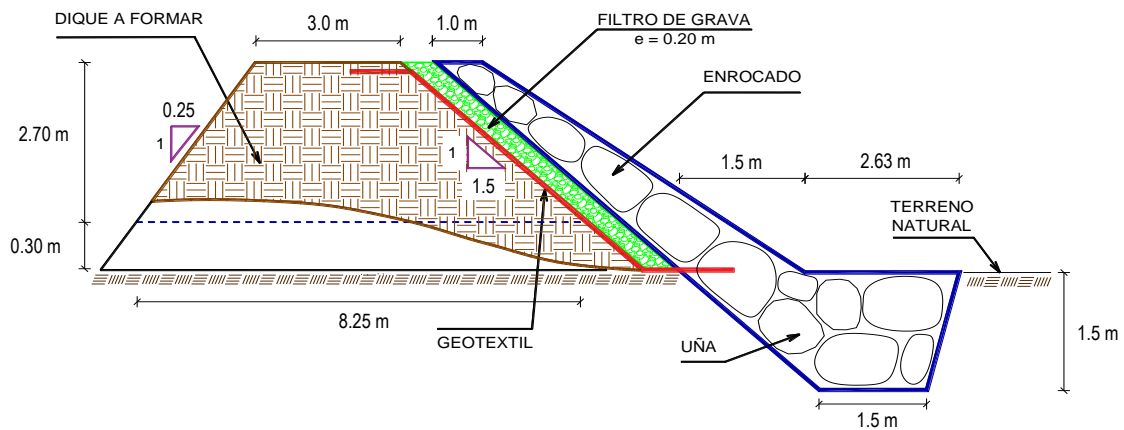 DIQUE A FORMAR
3.0 m
1.0 m
FILTRO DE GRAVA
e = 0.20 m
ENROCADO
0.25
1
2.70 m
1
1.5
1.5 m
2.63 m
TERRENO
NATURAL
0.30 m
8.25 m
GEOTEXTIL
UÑA
1.5 m
1.5 m